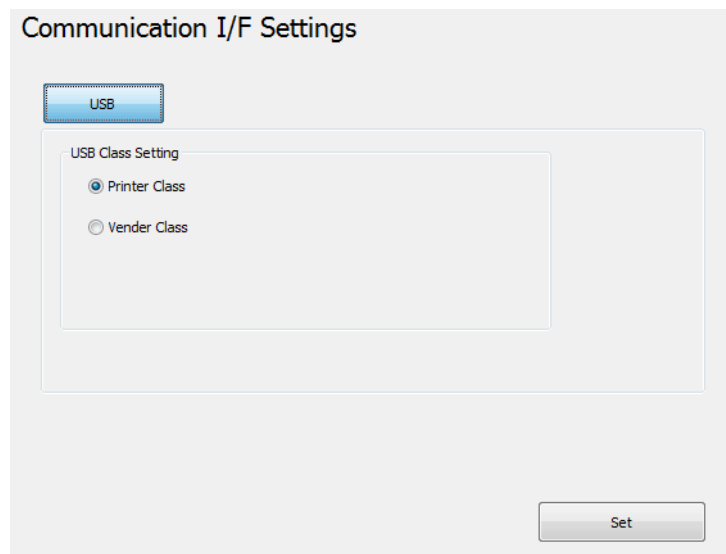 Communication I/F Settings
USB
USB Class Setting
Printer Class
Vender Class
Set